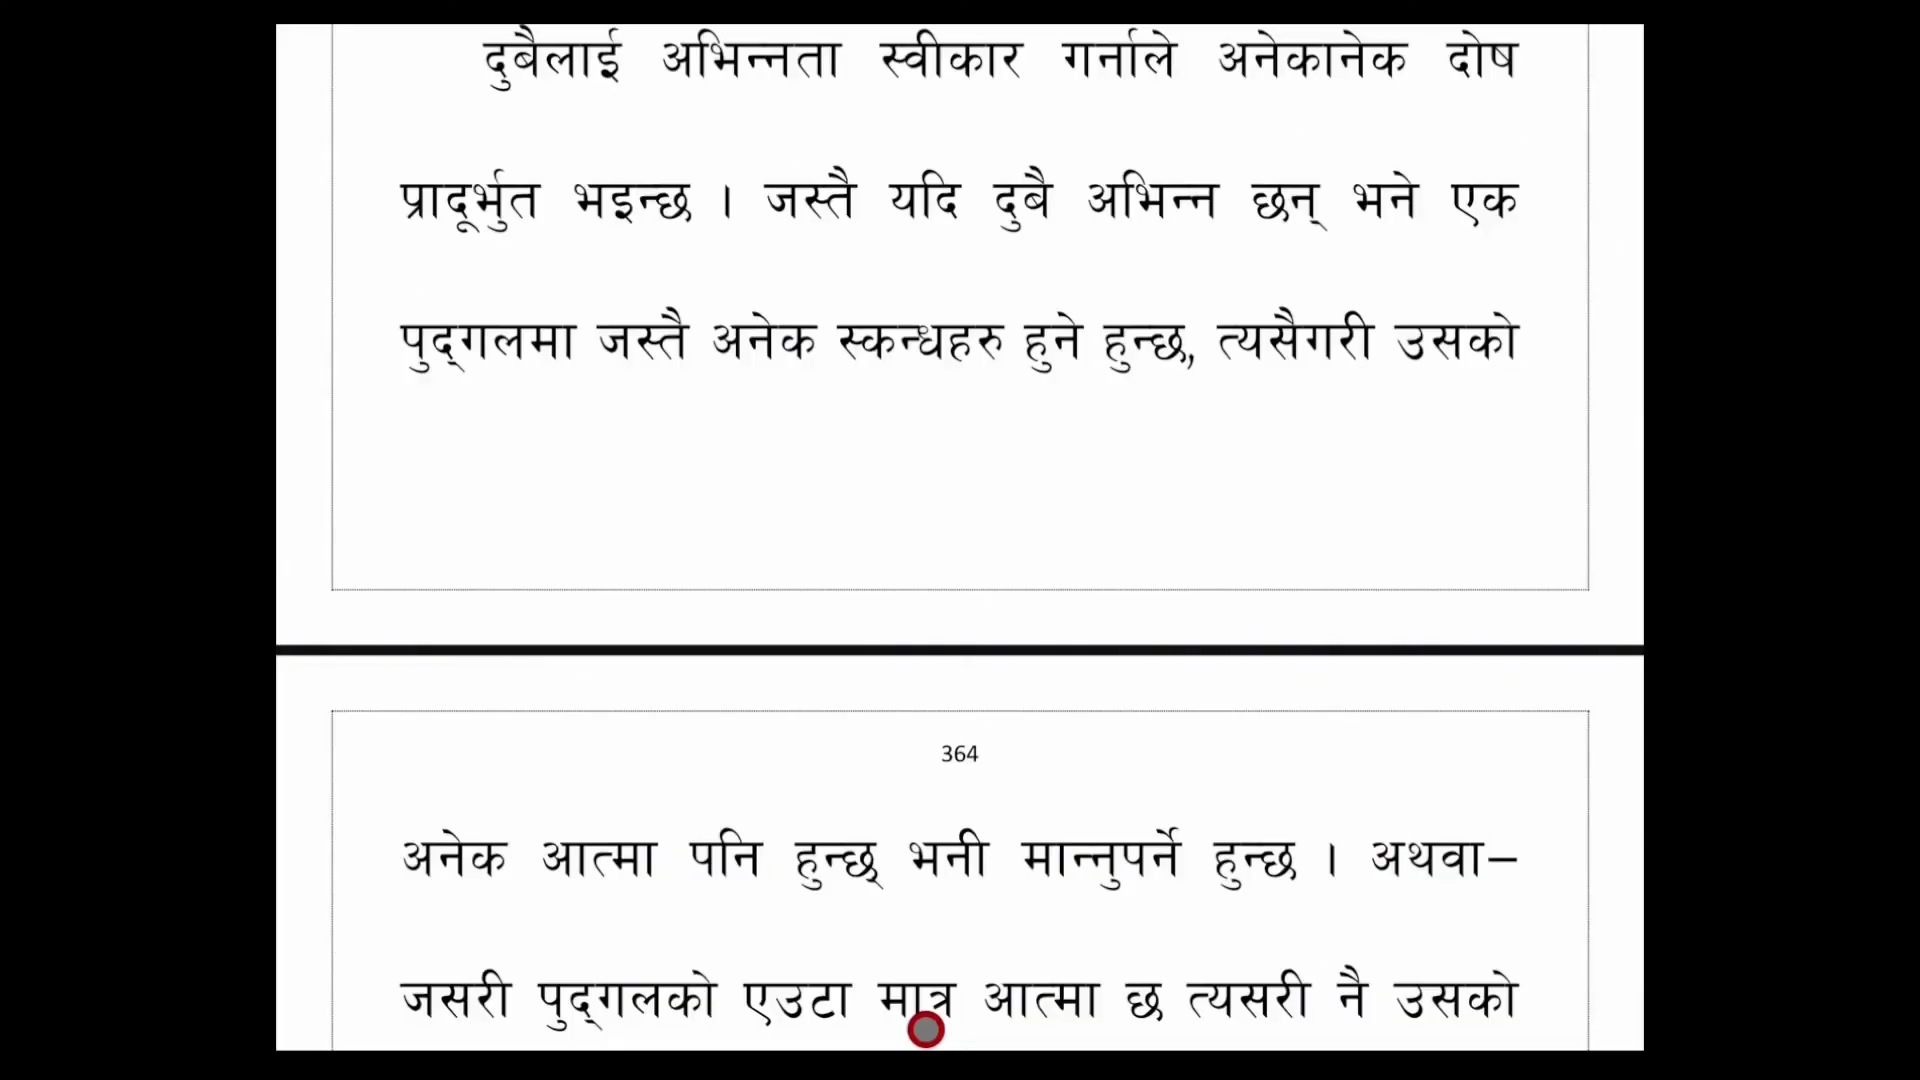 दुबैलाई अभिन्नता स्वीकार गर्नाले अनेकानेक दोष
प्रादूर्भुत भइन्छ । जस्तै यदि दुबै अभिन्न छन् भने एक
पुद्‌गलमा जस्तै अनेक स्कन्धहरु हुने हुन्छ, त्यसैगरी उसको
364
अनेक आत्मा पनि हुन्छ् भनी मान्नुपर्ने हुन्छ । अथवा–
जसरी पुद्‌गलको एउटा मात्र आत्मा छ त्यसरी नै उसको